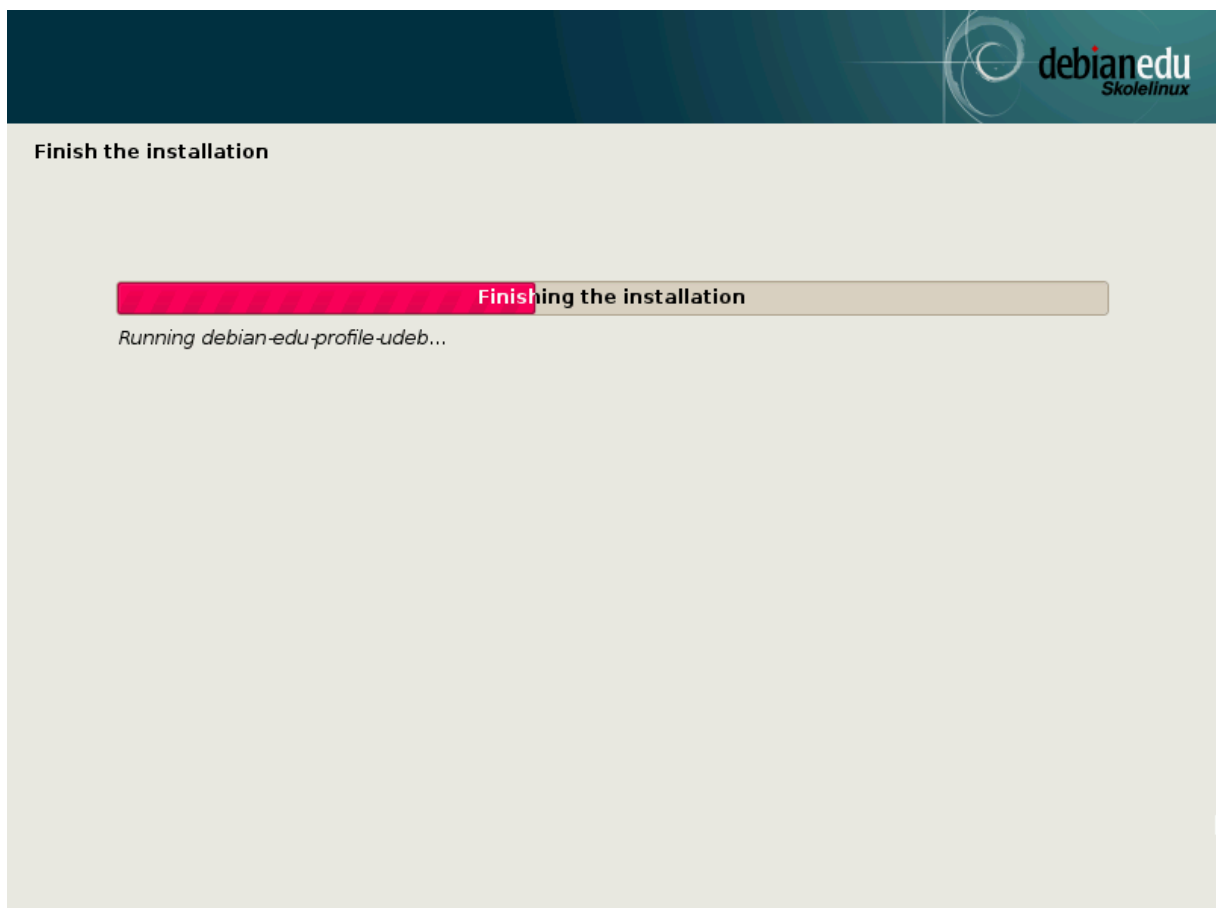 debianedu
Skolelinux
Finish the installation
Finishing the installation
Running debian-edu-profile-udeb...